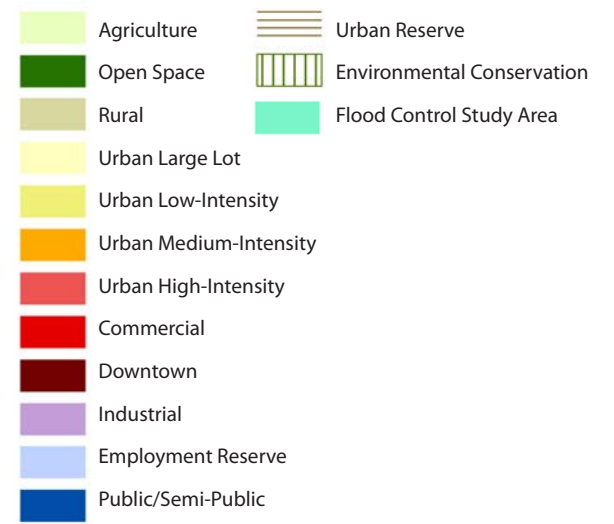 Agriculture
Open Space
Rural
Urban Large Lot
Urban Low-Intensity
Urban Medium-Intensity
Urban High-Intensity
Commercial
Downtown
Industrial
Employment Reserve
Public/Semi-Public
Urban Reserve
Environmental Conservation
Flood Control Study Area